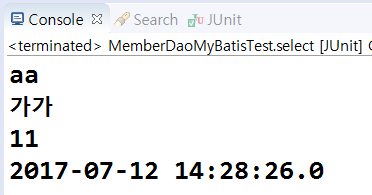 Console Search JUnit
<terminated> MemberDaoMyBatisTest.select [JUnit]
aa
가가
11
2017-07-12 14:28:26.0